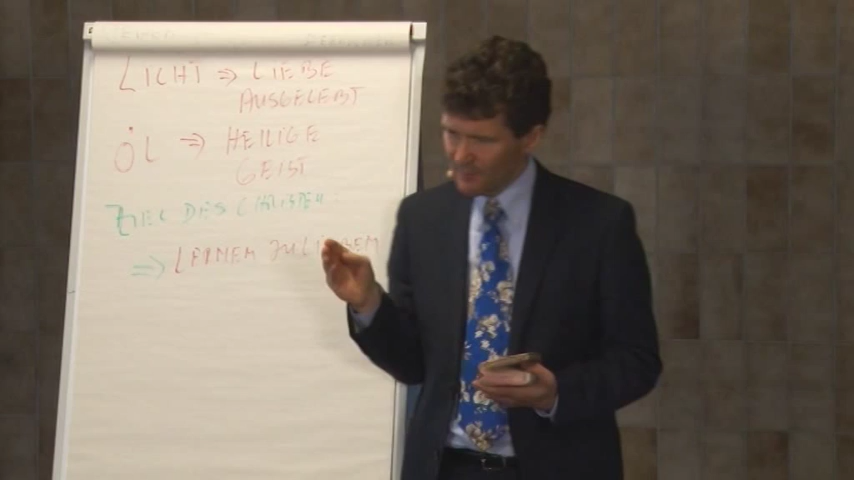 LICHT ⇒ LIEBE
AUSGELEBT
ÖL ⇒ HEILIGE
GEIST
ZIEL DES CHRISTEN:
⇒ LERNEN ZU LIEBEN